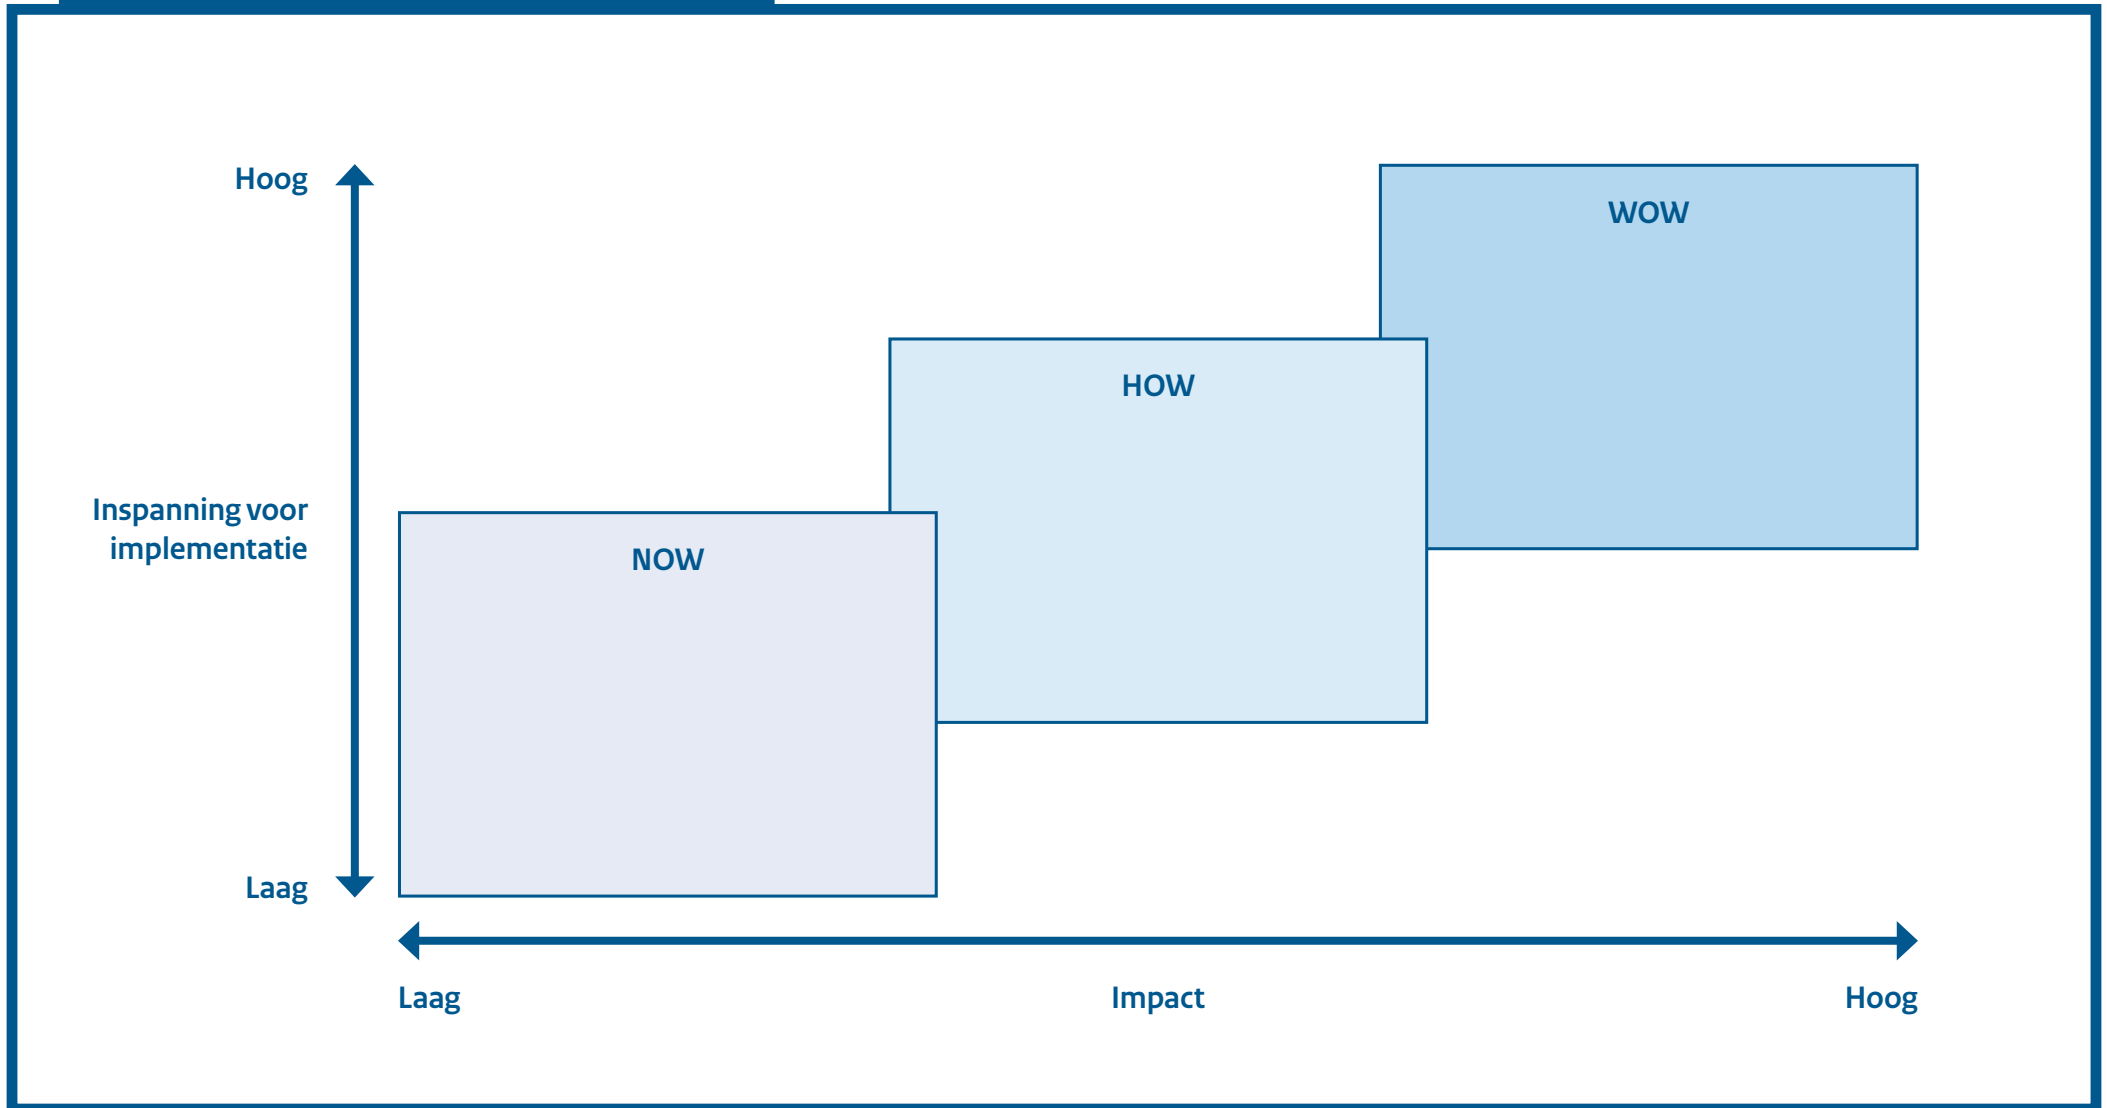 Hoog
WOW
HOW
Inspanning voor
implementatie
NOW
Laag
Laag
Impact
Hoog